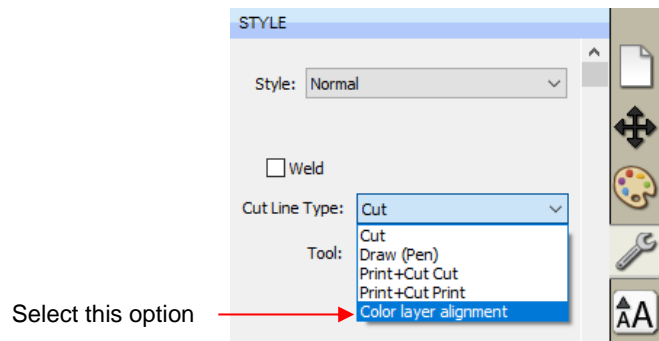 STYLE
Style: Normal
Weld
Cut Line Type: Cut
Cut
Tool: Draw (Pen)
Print+Cut Cut
Print+Cut Print
Select this option Color layer alignment
AA